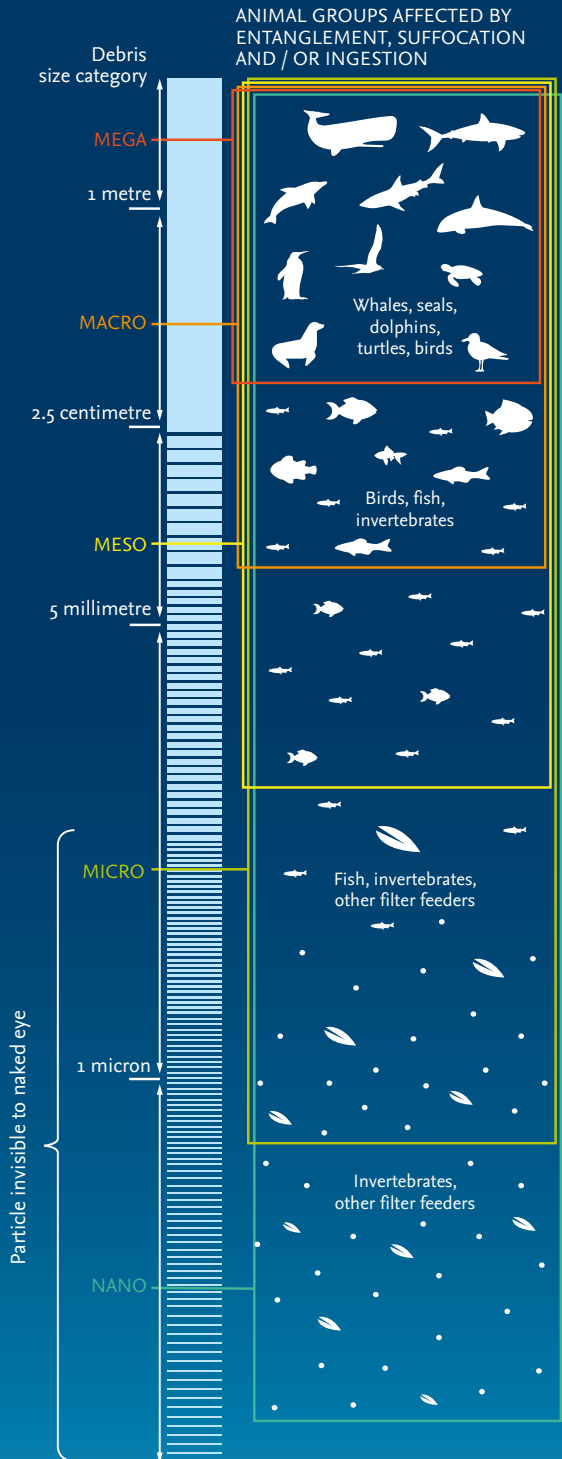 ANIMAL GROUPS AFFECTED BY
ENTANGLEMENT, SUFFOCATION
AND / OR INGESTION
Debris
size category
MEGA
1 metre
Whales, seals,
dolphins,
turtles, birds
MACRO
2.5 centimetre
Birds, fish,
invertebrates
MESO
5 millimetre
MICRO
Fish, invertebrates,
other filter feeders
1 micron
Particle invisible to naked eye
Invertebrates,
other filter feeders
NANO